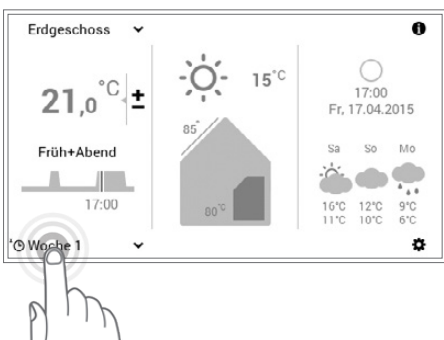 Erdgeschoss
21,0 °C ±
Früh+Abend
17:00
Woche 1
15°C
85°
80°C
17:00
Fr, 17.04.2015
Sa So Mo
16°C 12°C 9°C
11°C 10°C 6°C